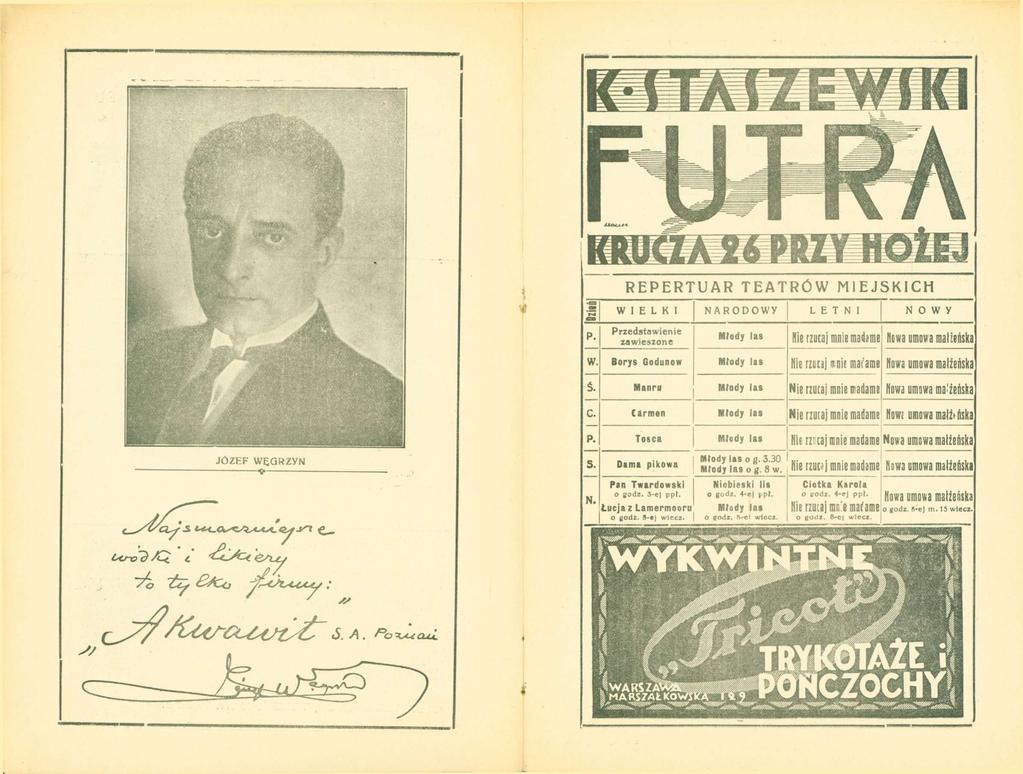 JÓZEF WĘGRZYN
Najsmaczniejsze
wódki i likiery
to tylko firmy:
„Akwawit" S. A. Poznań
Józef Węgrzyn
K·STASZEWSKI
FUTRA
KRUCZA 26 PRZY HOŻEJ
REPERTUAR TEATRÓW MIEJSKICH
Dzień WIELKI NARODOWY LETNI NOWY
P. Przedstawienie zawieszone Młody las Nie rzucaj mnie madame Nowa umowa małżeńska
W. Borys Godunow Młody las Nie rzucaj mnie madame Nowa umowa małżeńska
Ś. Manru Młody las Nie rzucaj mnie madame Nowa umowa małżeńska
C. Carmen Młody las Nie rzucaj mnie madame Nowa umowa małżeńska
P. Tosca Młody las Nie rzucaj mnie madame Nowa umowa małżeńska
S. Dama pikowa Młody las o g. 3.30 Młody las o g. 8 w. Nie rzucaj mnie madame Nowa umowa małżeńska
N. Pan Twardowski Niebieski lis Ciotka Karola Nowa umowa małżeńska
o godz. 3-ej ppł. o godz. 4-ej ppł. o godz. 4-ej ppł. o godz. 8-ej m. 15 wiecz.
Łucja z Lamermooru Młody las Nie rzucaj mnie madame
o godz. 8-ej wiecz. o godz. 8-ej wiecz. o godz. 8-ej wiecz.
WYKWINTNE
„Tricot"
TRYKOTAŻE i
PONCZOCHY
WARSZAWA
MARSZAŁKOWSKA 129